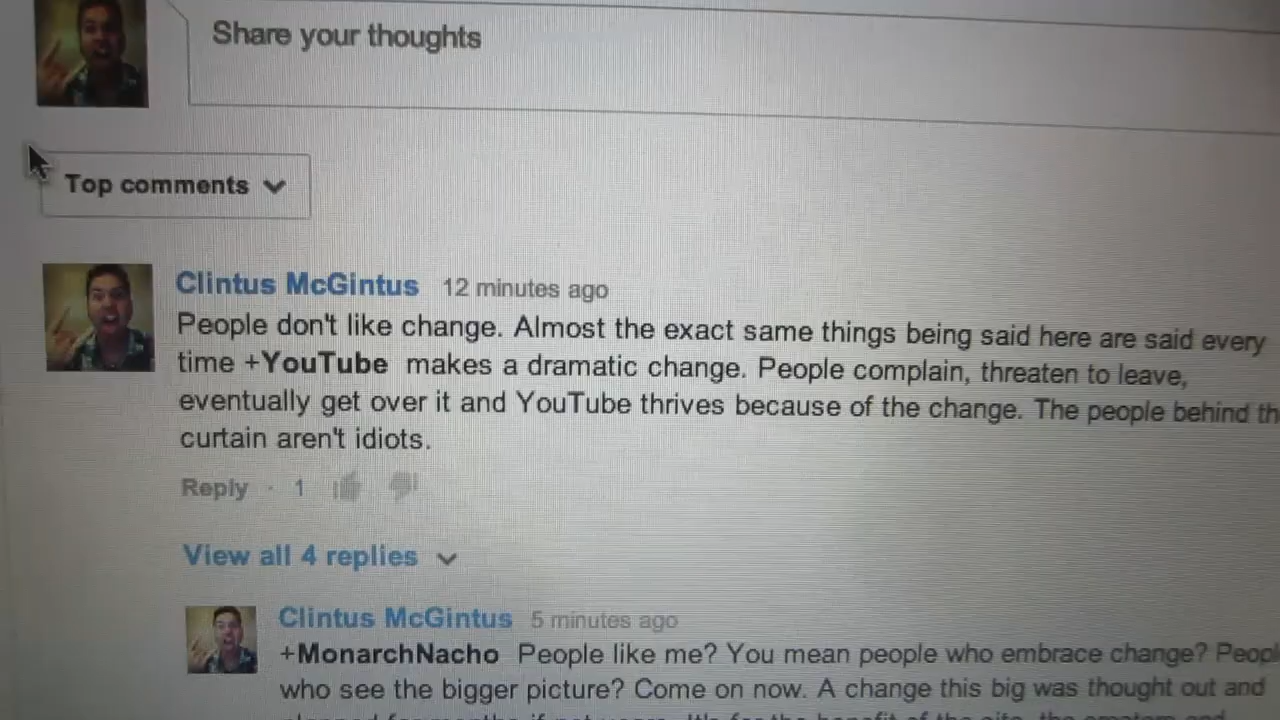 Share your thoughts
Top comments
Clintus McGintus 12 minutes ago
People don't like change. Almost the exact same things being said here are said every
time +YouTube makes a dramatic change. People complain, threaten to leave,
eventually get over it and YouTube thrives because of the change. The people behind th
curtain aren't idiots.
Reply · 1
View all 4 replies
Clintus McGintus 5 minutes ago
+MonarchNacho People like me? You mean people who embrace change? Peopl
who see the bigger picture? Come on now. A change this big was thought out and